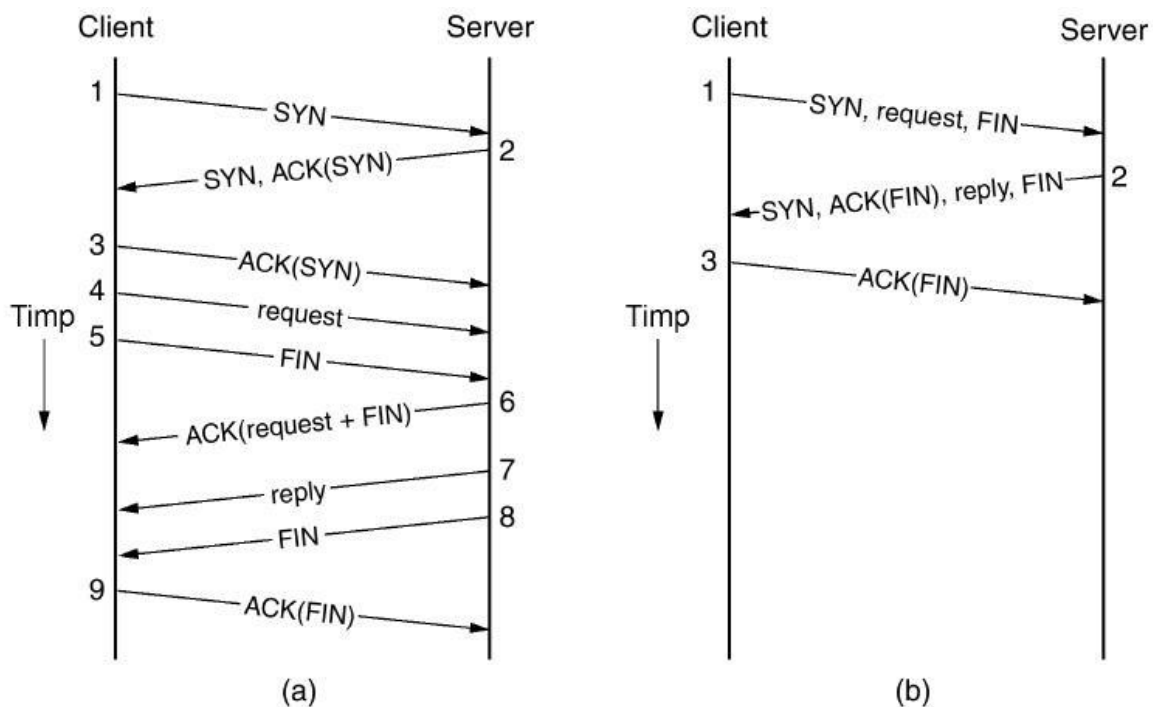 Client
Server
1
SYN
2
SYN, ACK(SYN)
3
ACK(SYN)
4
request
Timp
5
FIN
6
ACK(request + FIN)
7
reply
8
FIN
9
ACK(FIN)
(a)
Client
Server
1
SYN, request, FIN
2
SYN, ACK(FIN), reply, FIN
3
ACK(FIN)
Timp
(b)